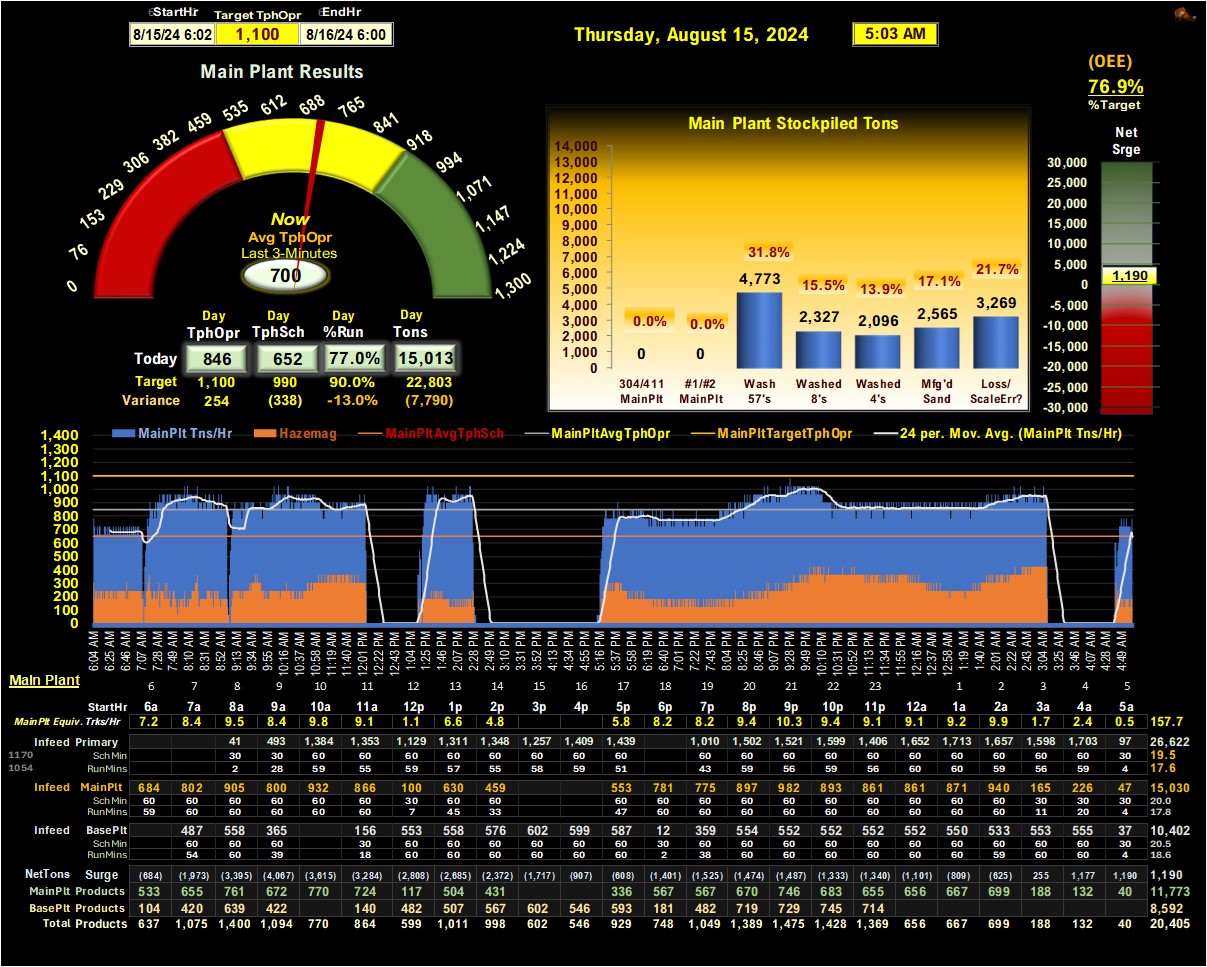 StartHr Target TphOpr EndHr
8/15/24 6:02 1,100 8/16/24 6:00
Thursday, August 15, 2024 5:03 AM
(OEE)
76.9%
%Target
Main Plant Results
0 76 153 229 306 382 459 535 612 688 765 841 918 994 1,071 1,147 1,224 1,300
Now
Avg TphOpr
Last 3-Minutes
700
Day Day Day Day
TphOpr TphSch %Run Tons
Today 846 652 77.0% 15,013
Target 1,100 990 90.0% 22,803
Variance 254 (338) -13.0% (7,790)
Main Plant Stockpiled Tons
14,000
13,000
12,000
11,000
10,000
9,000
8,000
7,000
6,000
5,000
4,000
3,000
2,000
1,000
0
0.0% 0.0% 31.8% 15.5% 13.9% 17.1% 21.7%
0 0 4,773 2,327 2,096 2,565 3,269
304/411 #1/#2 Wash Washed Washed Mfg'd Loss/
MainPlt MainPlt 57's 8's 4's Sand ScaleErr?
Net
Srge
30,000
25,000
20,000
15,000
10,000
5,000
1,190
0
-5,000
-10,000
-15,000
-20,000
-25,000
-30,000
MainPlt Tns/Hr Hazemag MainPltAvgTphSch MainPltAvgTphOpr MainPltTargetTphOpr 24 per. Mov. Avg. (MainPlt Tns/Hr)
1,400
1,300
1,200
1,100
1,000
900
800
700
600
500
400
300
200
100
0
6:04 AM 6:25 AM 6:46 AM 7:07 AM 7:28 AM 7:49 AM 8:10 AM 8:31 AM 8:52 AM 9:13 AM 9:34 AM 9:55 AM 10:16 AM 10:37 AM 10:58 AM 11:19 AM 11:40 AM 12:01 PM 12:22 PM 12:43 PM 1:04 PM 1:25 PM 1:46 PM 2:07 PM 2:28 PM 2:49 PM 3:10 PM 3:31 PM 3:52 PM 4:13 PM 4:34 PM 4:55 PM 5:16 PM 5:37 PM 5:58 PM 6:19 PM 6:40 PM 7:01 PM 7:22 PM 7:43 PM 8:04 PM 8:25 PM 8:46 PM 9:07 PM 9:28 PM 9:49 PM 10:10 PM 10:31 PM 10:52 PM 11:13 PM 11:34 PM 11:55 PM 12:16 AM 12:37 AM 12:58 AM 1:19 AM 1:40 AM 2:01 AM 2:22 AM 2:43 AM 3:04 AM 3:25 AM 3:46 AM 4:07 AM 4:28 AM 4:48 AM
Main Plant
6 7 8 9 10 11 12 13 14 15 16 17 18 19 20 21 22 23 1 2 3 4 5
StartHr 6a 7a 8a 9a 10a 11a 12p 1p 2p 3p 4p 5p 6p 7p 8p 9p 10p 11p 12a 1a 2a 3a 4a 5a
MainPlt Equiv. Trks/Hr 7.2 8.4 9.5 8.4 9.8 9.1 1.1 6.6 4.8 5.8 8.2 8.2 9.4 10.3 9.4 9.1 9.1 9.2 9.9 1.7 2.4 0.5 157.7
Infeed Primary 41 493 1,384 1,353 1,129 1,311 1,348 1,257 1,409 1,439 1,010 1,502 1,521 1,599 1,406 1,652 1,713 1,657 1,598 1,703 97 26,622
1170 Sch Min 30 30 60 60 60 60 60 60 60 60 60 60 60 60 60 60 60 60 60 60 30 19.5
1054 RunMins 2 28 59 55 59 57 55 58 59 51 43 59 56 59 56 60 60 59 56 59 4 17.6
Infeed MainPlt 684 802 905 800 932 866 100 630 459 553 781 775 897 982 893 861 861 871 940 165 226 47 15,030
Sch Min 60 60 60 60 60 60 30 60 60 60 60 60 60 60 60 60 60 60 60 30 30 30 20.0
RunMins 59 60 60 60 60 60 7 45 33 47 60 60 60 60 60 60 60 60 60 11 20 4 17.8
Infeed BasePlt 487 558 365 156 553 558 576 602 599 587 12 359 554 552 552 552 552 550 533 553 555 37 10,402
Sch Min 60 60 60 30 60 60 60 60 60 60 30 60 60 60 60 60 60 60 60 60 60 30 20.5
RunMins 54 60 39 18 60 60 60 60 60 60 2 38 60 60 60 60 60 60 59 60 60 4 18.6
NetTons Surge (684) (1,973) (3,395) (4,067) (3,615) (3,284) (2,808) (2,685) (2,372) (1,717) (907) (608) (1,401) (1,525) (1,474) (1,487) (1,333) (1,340) (1,101) (809) (625) 255 1,177 1,190 1,190
MainPlt Products 533 655 761 672 770 724 117 504 431 336 567 567 670 746 683 655 656 667 699 188 132 40 11,773
BasePlt Products 104 420 639 422 140 482 507 567 602 546 593 181 482 719 729 745 714 8,592
Total Products 637 1,075 1,400 1,094 770 864 599 1,011 998 602 546 929 748 1,049 1,389 1,475 1,428 1,369 656 667 699 188 132 40 20,405